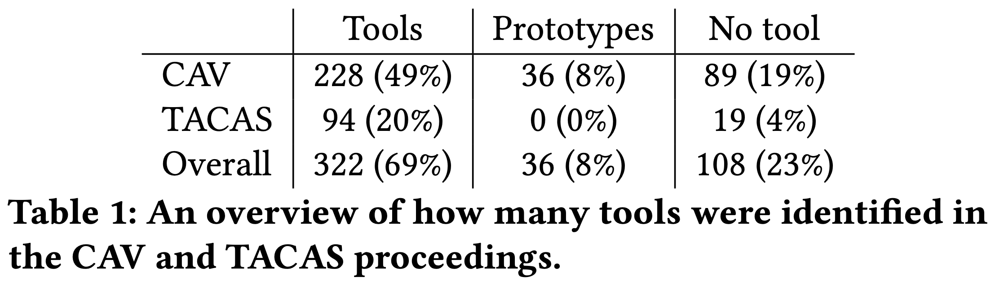 Tools Prototypes No tool
CAV 228 (49%) 36 (8%) 89 (19%)
TACAS 94 (20%) 0 (0%) 19 (4%)
Overall 322 (69%) 36 (8%) 108 (23%)
Table 1: An overview of how many tools were identified in
the CAV and TACAS proceedings.